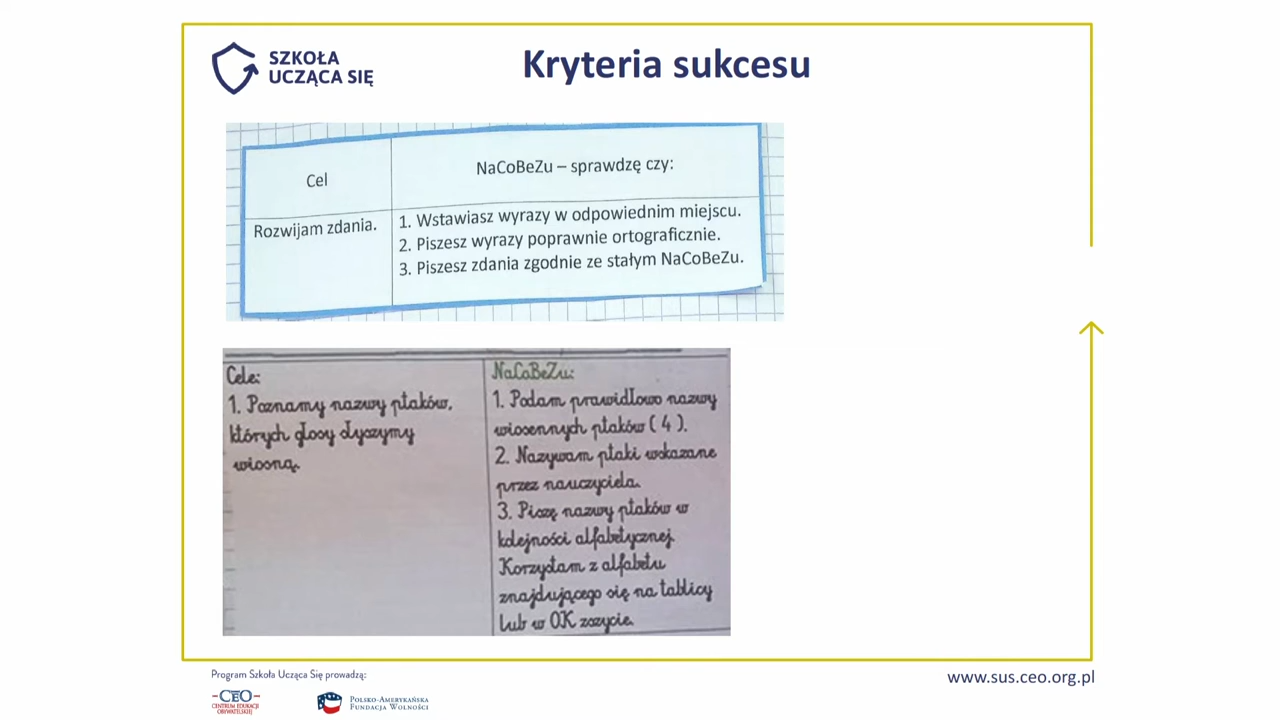 SZKOŁA
UCZĄCA SIĘ
Kryteria sukcesu
Cel
NaCoBeZu – sprawdzę czy:
Rozwijam zdania.
1. Wstawiasz wyrazy w odpowiednim miejscu.
2. Piszesz wyrazy poprawnie ortograficznie.
3. Piszesz zdania zgodnie ze stałym NaCoBeZu.
Cele:
1. Poznamy nazwy ptaków,
których głosy słyszymy
wiosną.
NaCoBeZu:
1. Podam prawidłowo nazwy
wiosennych ptaków ( 4 ).
2. Nazywam ptaki wskazane
przez nauczyciela.
3. Piszę nazwy ptaków w
kolejności alfabetycznej.
Korzystam z alfabetu
znajdującego się na tablicy
lub w OK zeszycie.
Program Szkoła Ucząca Się prowadzą:
CEO
CENTRUM EDUKACJI
OBYWATELSKIEJ
POLSKO-AMERYKAŃSKA
FUNDACJA WOLNOŚCI
www.sus.ceo.org.pl